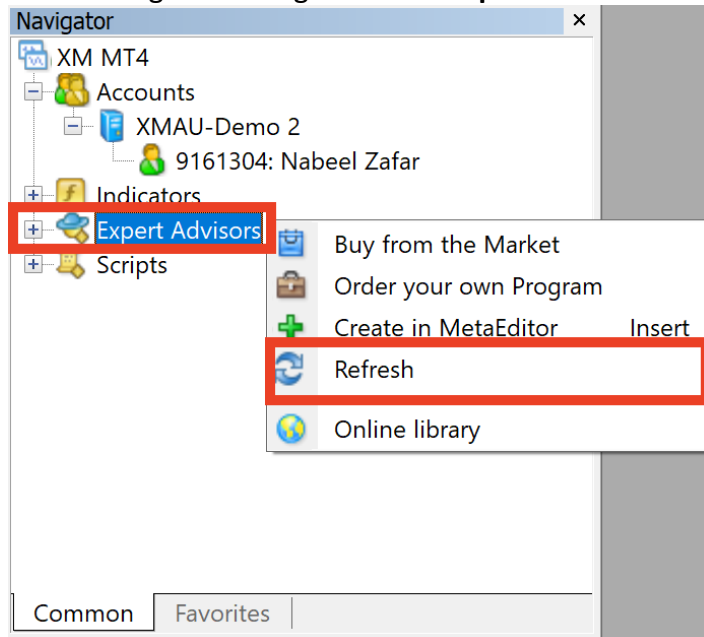 Navigator
XM MT4
Accounts
XMAU-Demo 2
9161304: Nabeel Zafar
Indicators
Expert Advisors
Scripts
Buy from the Market
Order your own Program
Create in MetaEditor Insert
Refresh
Online library
Common Favorites